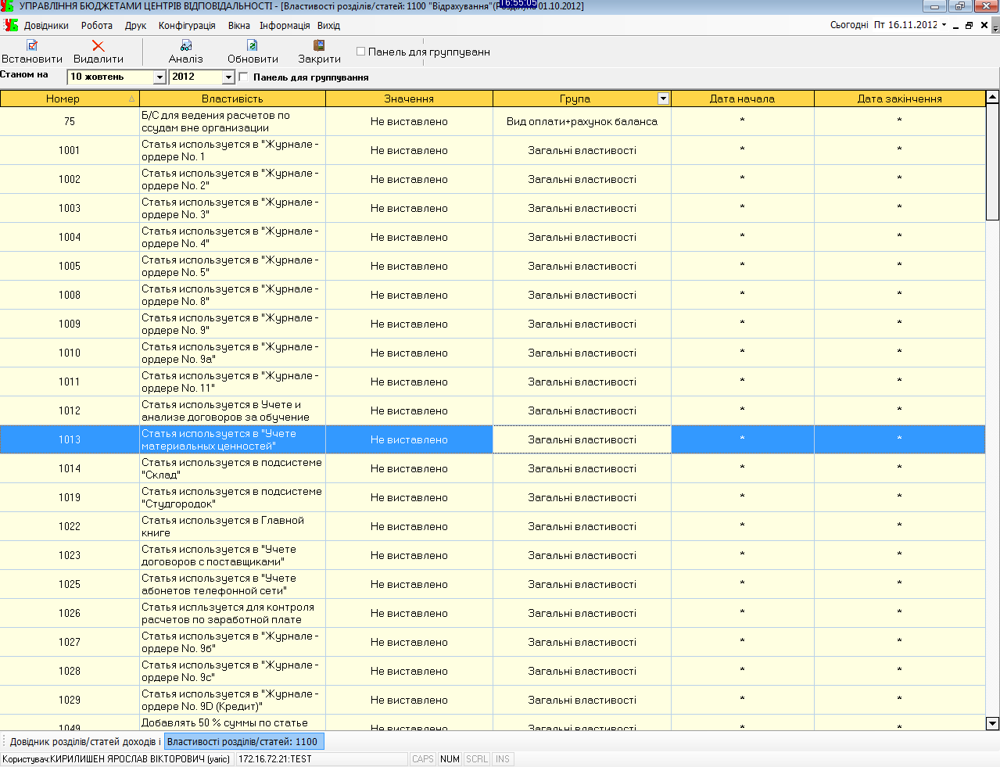 УПРАВЛІННЯ БЮДЖЕТАМИ ЦЕНТРІВ ВІДПОВІДАЛЬНОСТІ - [Властивості розділів/статей: 1100 "Відрахування"(Розділ)на 01.10.2012]
16:55:05
Довідники Робота Друк Конфігурація Вікна Інформація Вихід Сьогодні Пт 16.11.2012
Встановити Видалити Аналіз Обновити Закрити Панель для группуванн
Станом на 10 жовтень 2012 Панель для группування
Номер Властивість Значення Група Дата начала Дата закінчення
75 Б/С для ведения расчетов по ссудам вне организации Не виставлено Вид оплати+рахунок баланса * *
1001 Статья используется в "Журнале - ордере No. 1 Не виставлено Загальні властивості * *
1002 Статья используется в "Журнале - ордере No. 2" Не виставлено Загальні властивості * *
1003 Статья используется в "Журнале - ордере No. 3" Не виставлено Загальні властивості * *
1004 Статья используется в "Журнале - ордере No. 4" Не виставлено Загальні властивості * *
1005 Статья используется в "Журнале - ордере No. 5" Не виставлено Загальні властивості * *
1008 Статья используется в "Журнале - ордере No. 8" Не виставлено Загальні властивості * *
1009 Статья используется в "Журнале - ордере No. 9" Не виставлено Загальні властивості * *
1010 Статья используется в "Журнале - ордере No. 9а" Не виставлено Загальні властивості * *
1011 Статья используется в "Журнале - ордере No. 11" Не виставлено Загальні властивості * *
1012 Статья используется в Учете и анализе договоров за обучение Не виставлено Загальні властивості * *
1013 Статья используется в "Учете материальных ценностей" Не виставлено Загальні властивості * *
1014 Статья используется в подсистеме "Склад" Не виставлено Загальні властивості * *
1019 Статья используется в подсистеме "Студгородок" Не виставлено Загальні властивості * *
1022 Статья используется в Главной книге Не виставлено Загальні властивості * *
1023 Статья используется в "Учете договоров с поставщиками" Не виставлено Загальні властивості * *
1025 Статья используется в "Учете абонетов телефонной сети" Не виставлено Загальні властивості * *
1026 Статья испльзуется для контроля расчетов по заработной плате Не виставлено Загальні властивості * *
1027 Статья используется в "Журнале - ордере No. 9б" Не виставлено Загальні властивості * *
1028 Статья используется в "Журнале - ордере No. 9с" Не виставлено Загальні властивості * *
1029 Статья используется в "Журнале - ордере No. 9D (Кредит)" Не виставлено Загальні властивості * *
1049 Добавлять 50 % суммы по статье Не виставлено Загальні властивості * *
Довідник розділів/статей доходів і Властивості розділів/статей: 1100
Користувач:КИРИЛИШЕН ЯРОСЛАВ ВІКТОРОВИЧ (yaric) 172.16.72.21:TEST CAPS NUM SCRL INS